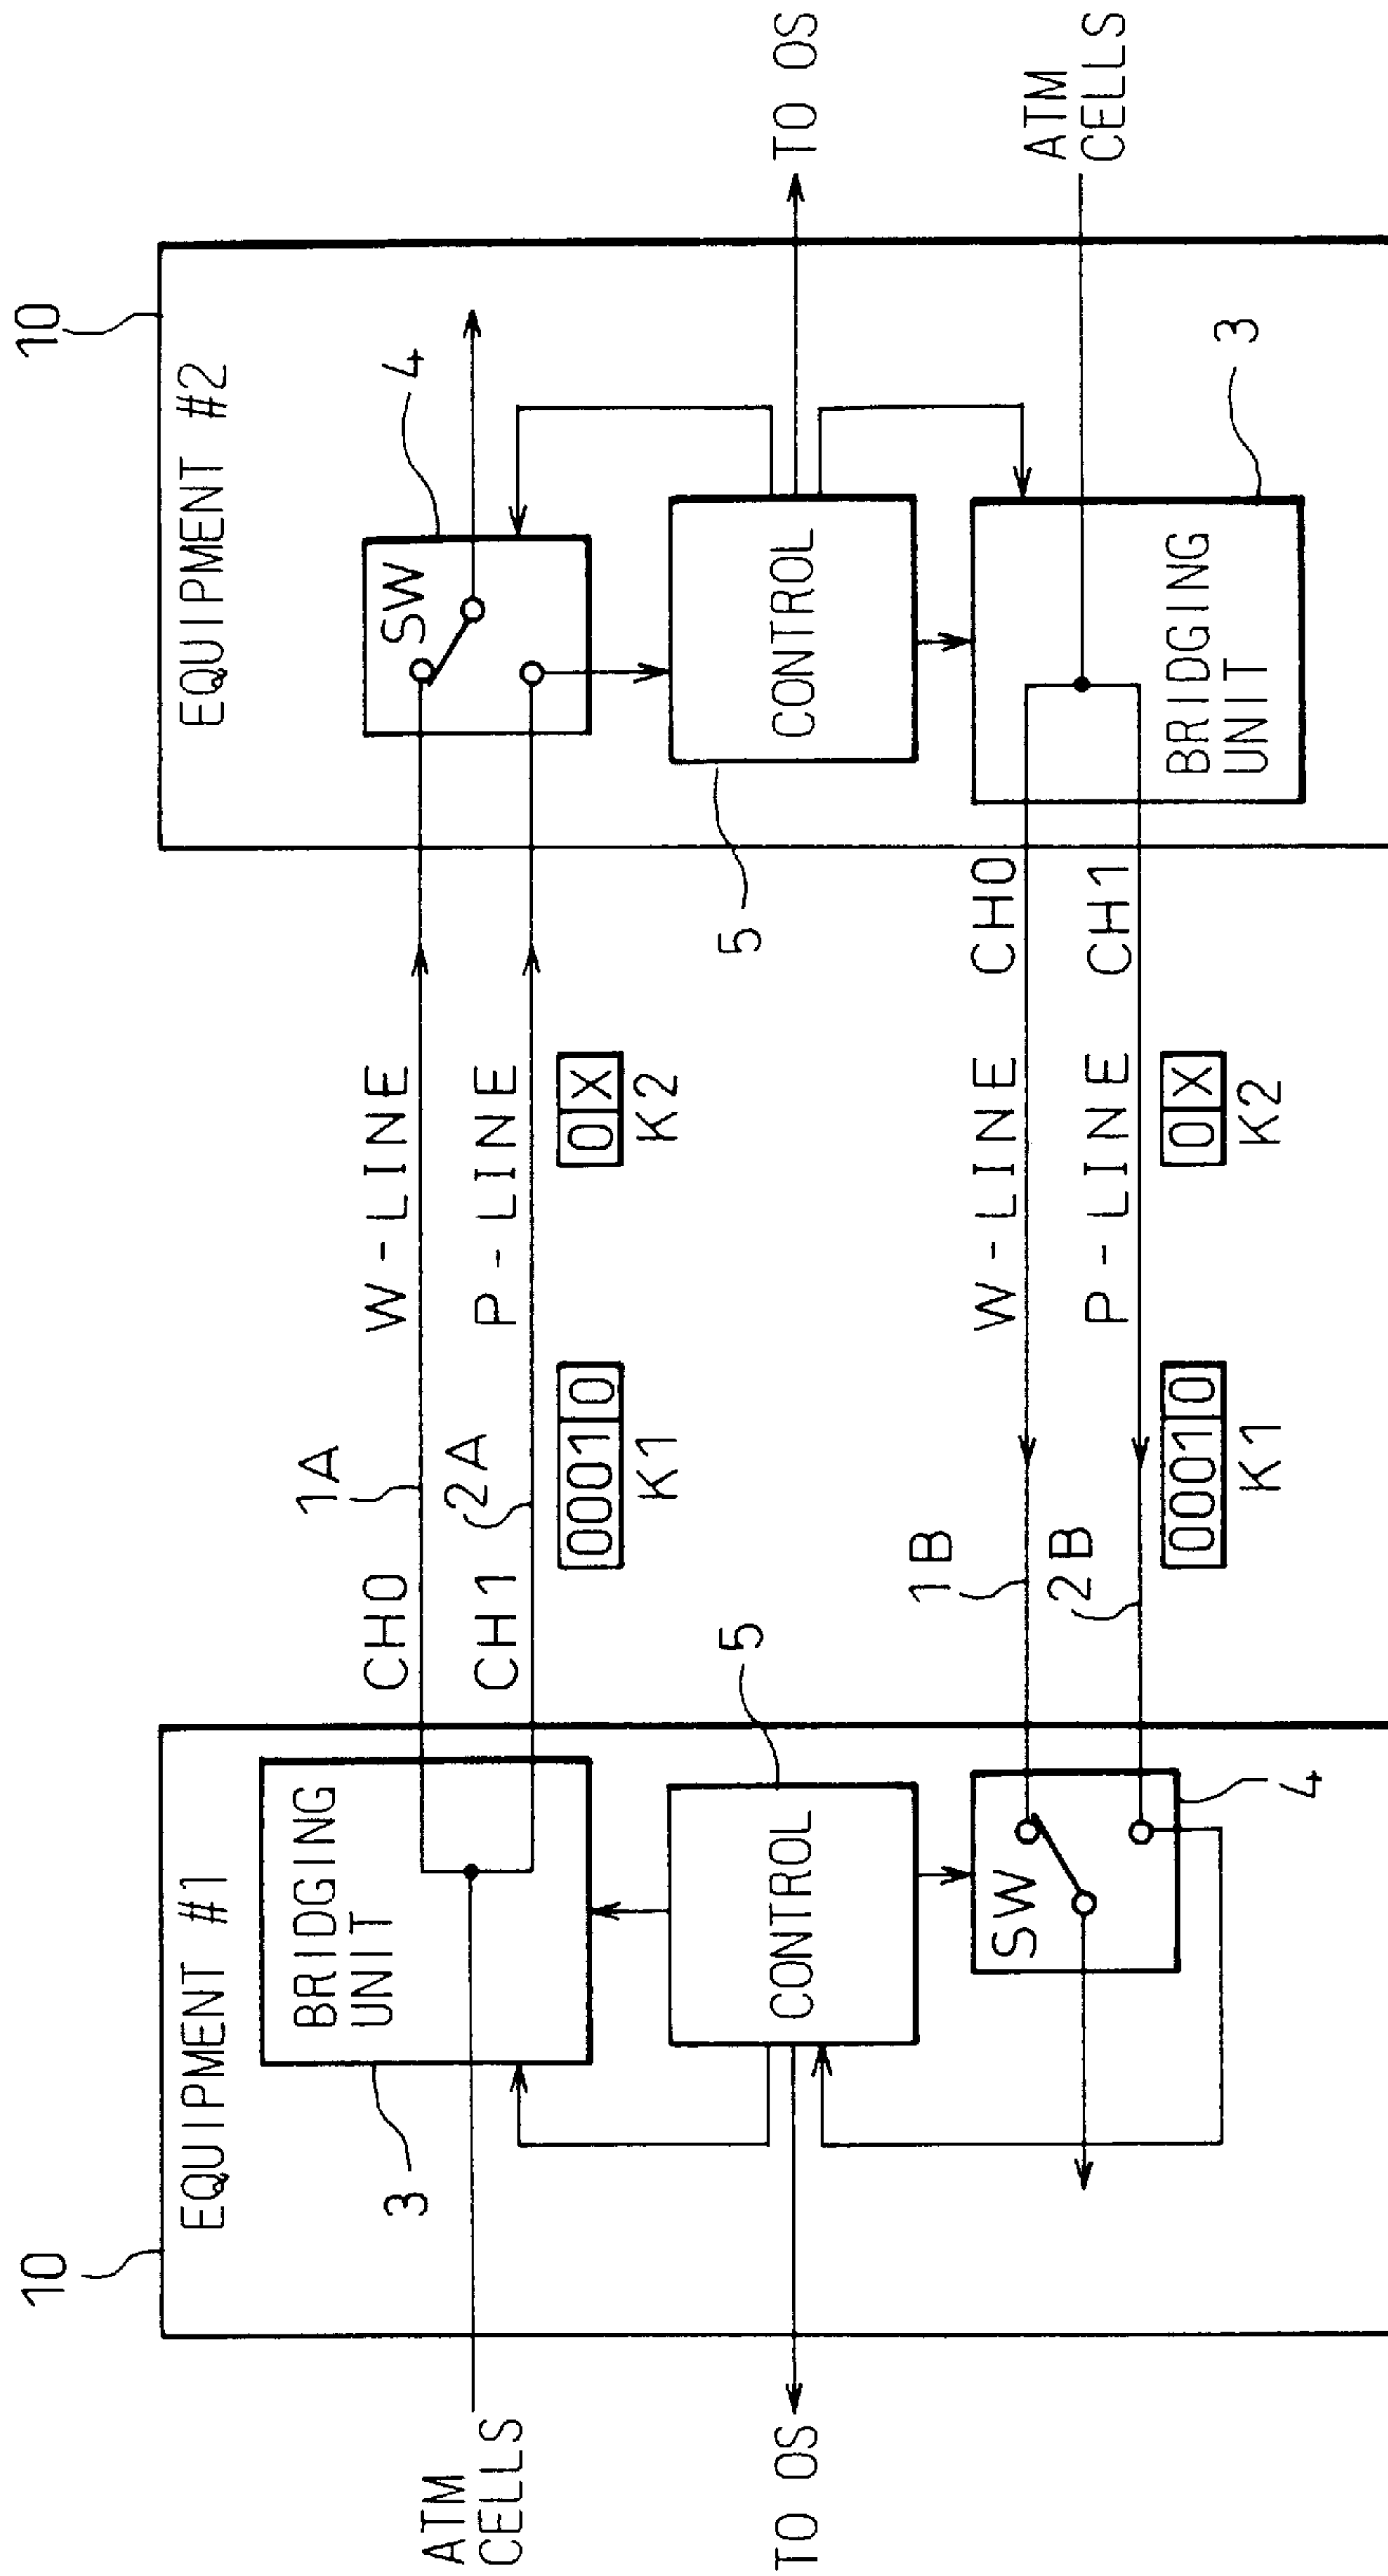 10
EQUIPMENT #1
BRIDGING
UNIT
3
ATM
CELLS
CONTROL
5
TO OS
SW
4
CH0
1A
W-LINE
CH1
2A
P-LINE
0001 0
K1
0 X
K2
1B
W-LINE
CH0
2B
P-LINE
CH1
0001 0
K1
0 X
K2
10
EQUIPMENT #2
SW
4
CONTROL
5
TO OS
BRIDGING
UNIT
3
ATM
CELLS